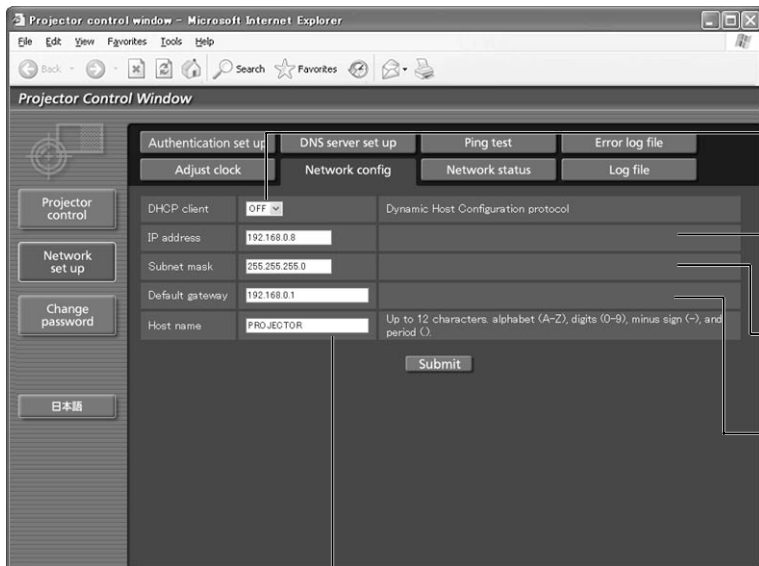 Projector control window - Microsoft Internet Explorer
File Edit View Favorites Tools Help
Back Search Favorites
Projector Control Window
Authentication set up DNS server set up Ping test Error log file
Adjust clock Network config Network status Log file
Projector control
Network set up
Change password
日本語
DHCP client OFF Dynamic Host Configuration protocol
IP address 192.168.0.8
Subnet mask 255.255.255.0
Default gateway 192.168.0.1
Host name PROJECTOR Up to 12 characters. alphabet (A-Z), digits (0-9), minus sign (-), and
period ().
Submit